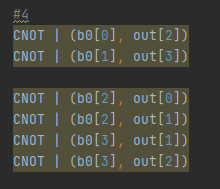 #4
CNOT | (b0[0], out[2])
CNOT | (b0[1], out[3])
CNOT | (b0[2], out[0])
CNOT | (b0[2], out[1])
CNOT | (b0[3], out[1])
CNOT | (b0[3], out[2])